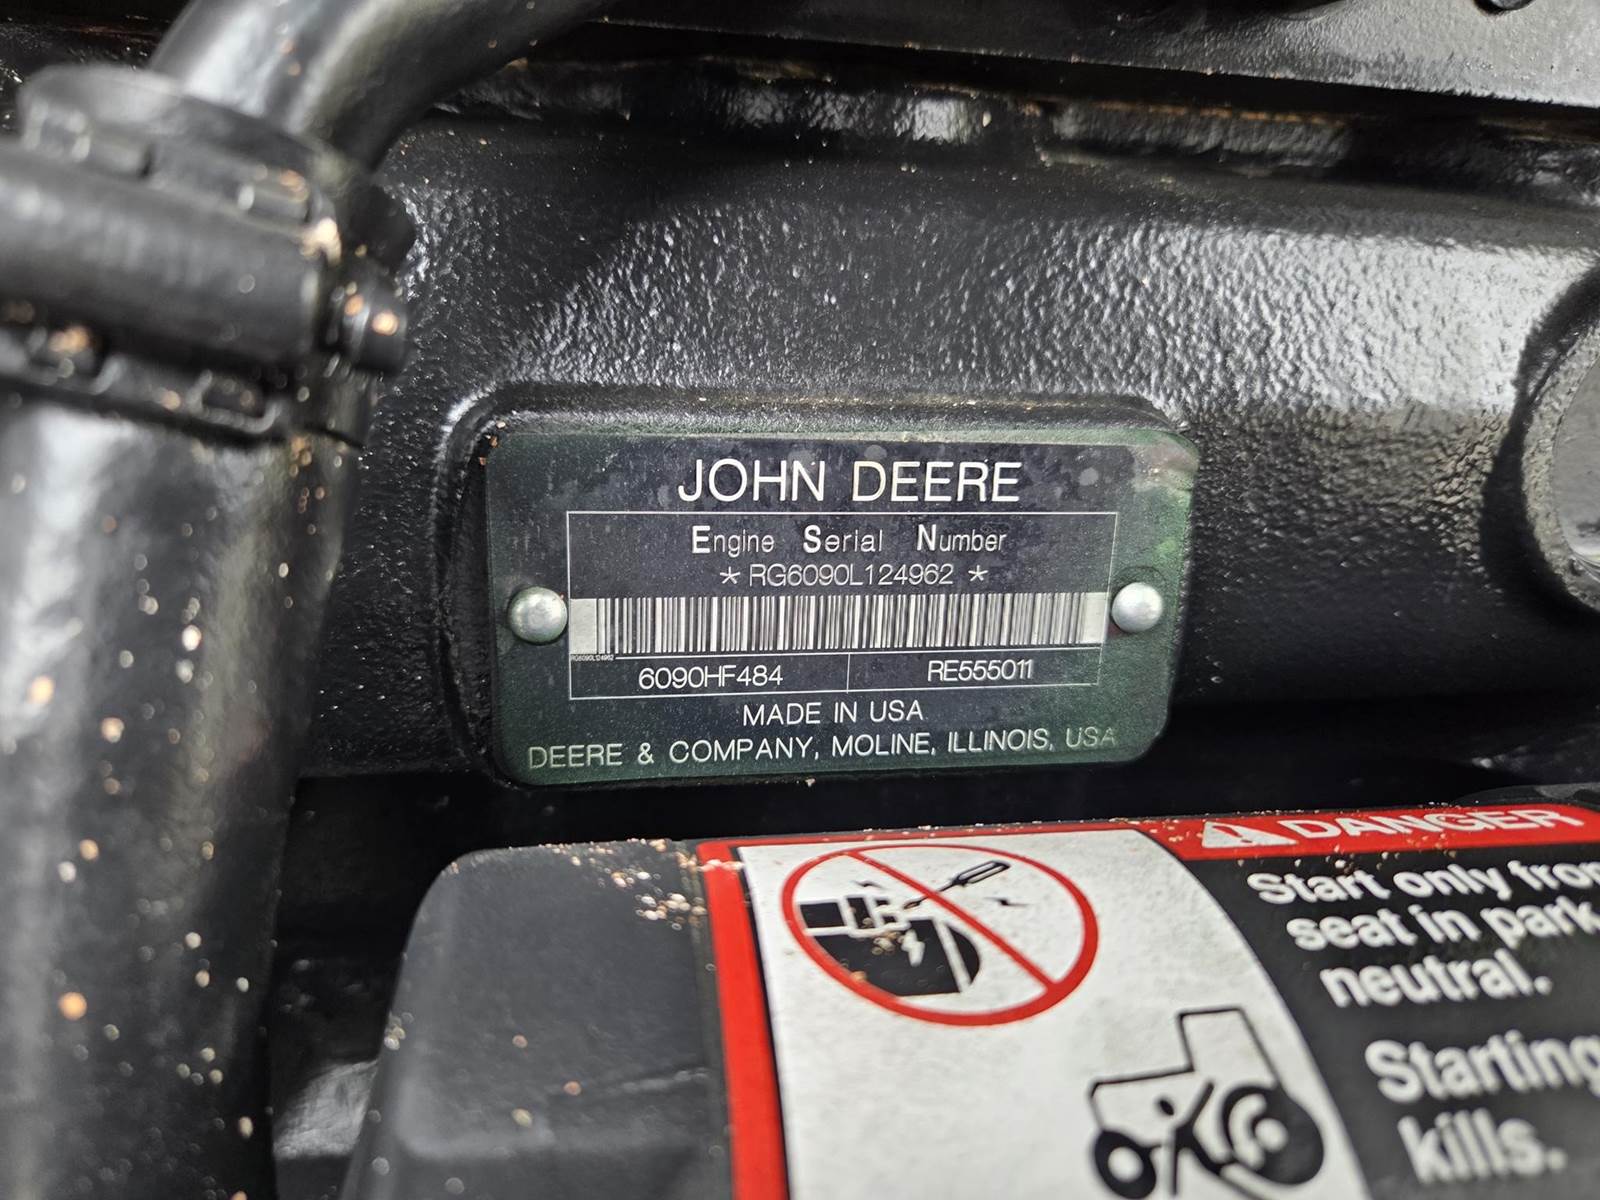 JOHN DEERE
Engine Serial Number
* RG6090L124962 *
RG6090L124962
6090HF484 RE555011
MADE IN USA
DEERE & COMPANY, MOLINE, ILLINOIS, USA
DANGER
Start only from
seat in park
neutral.
Starting
kills.